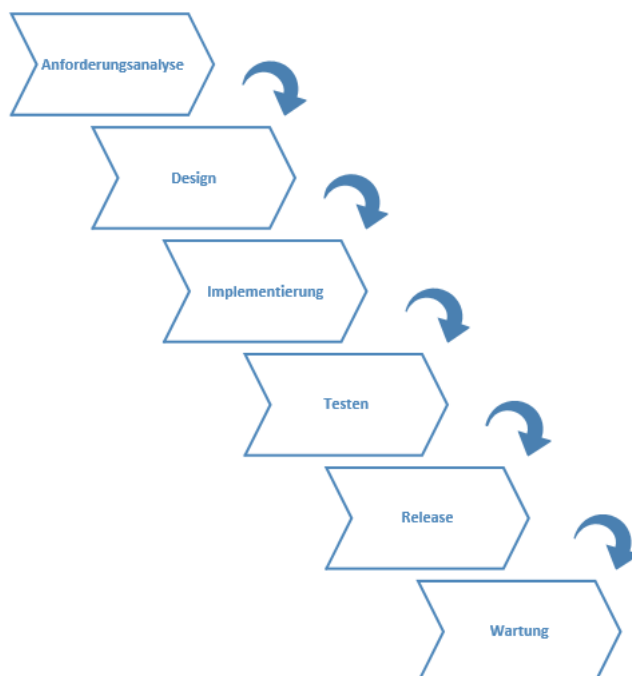 Anforderungsanalyse
Design
Implementierung
Testen
Release
Wartung